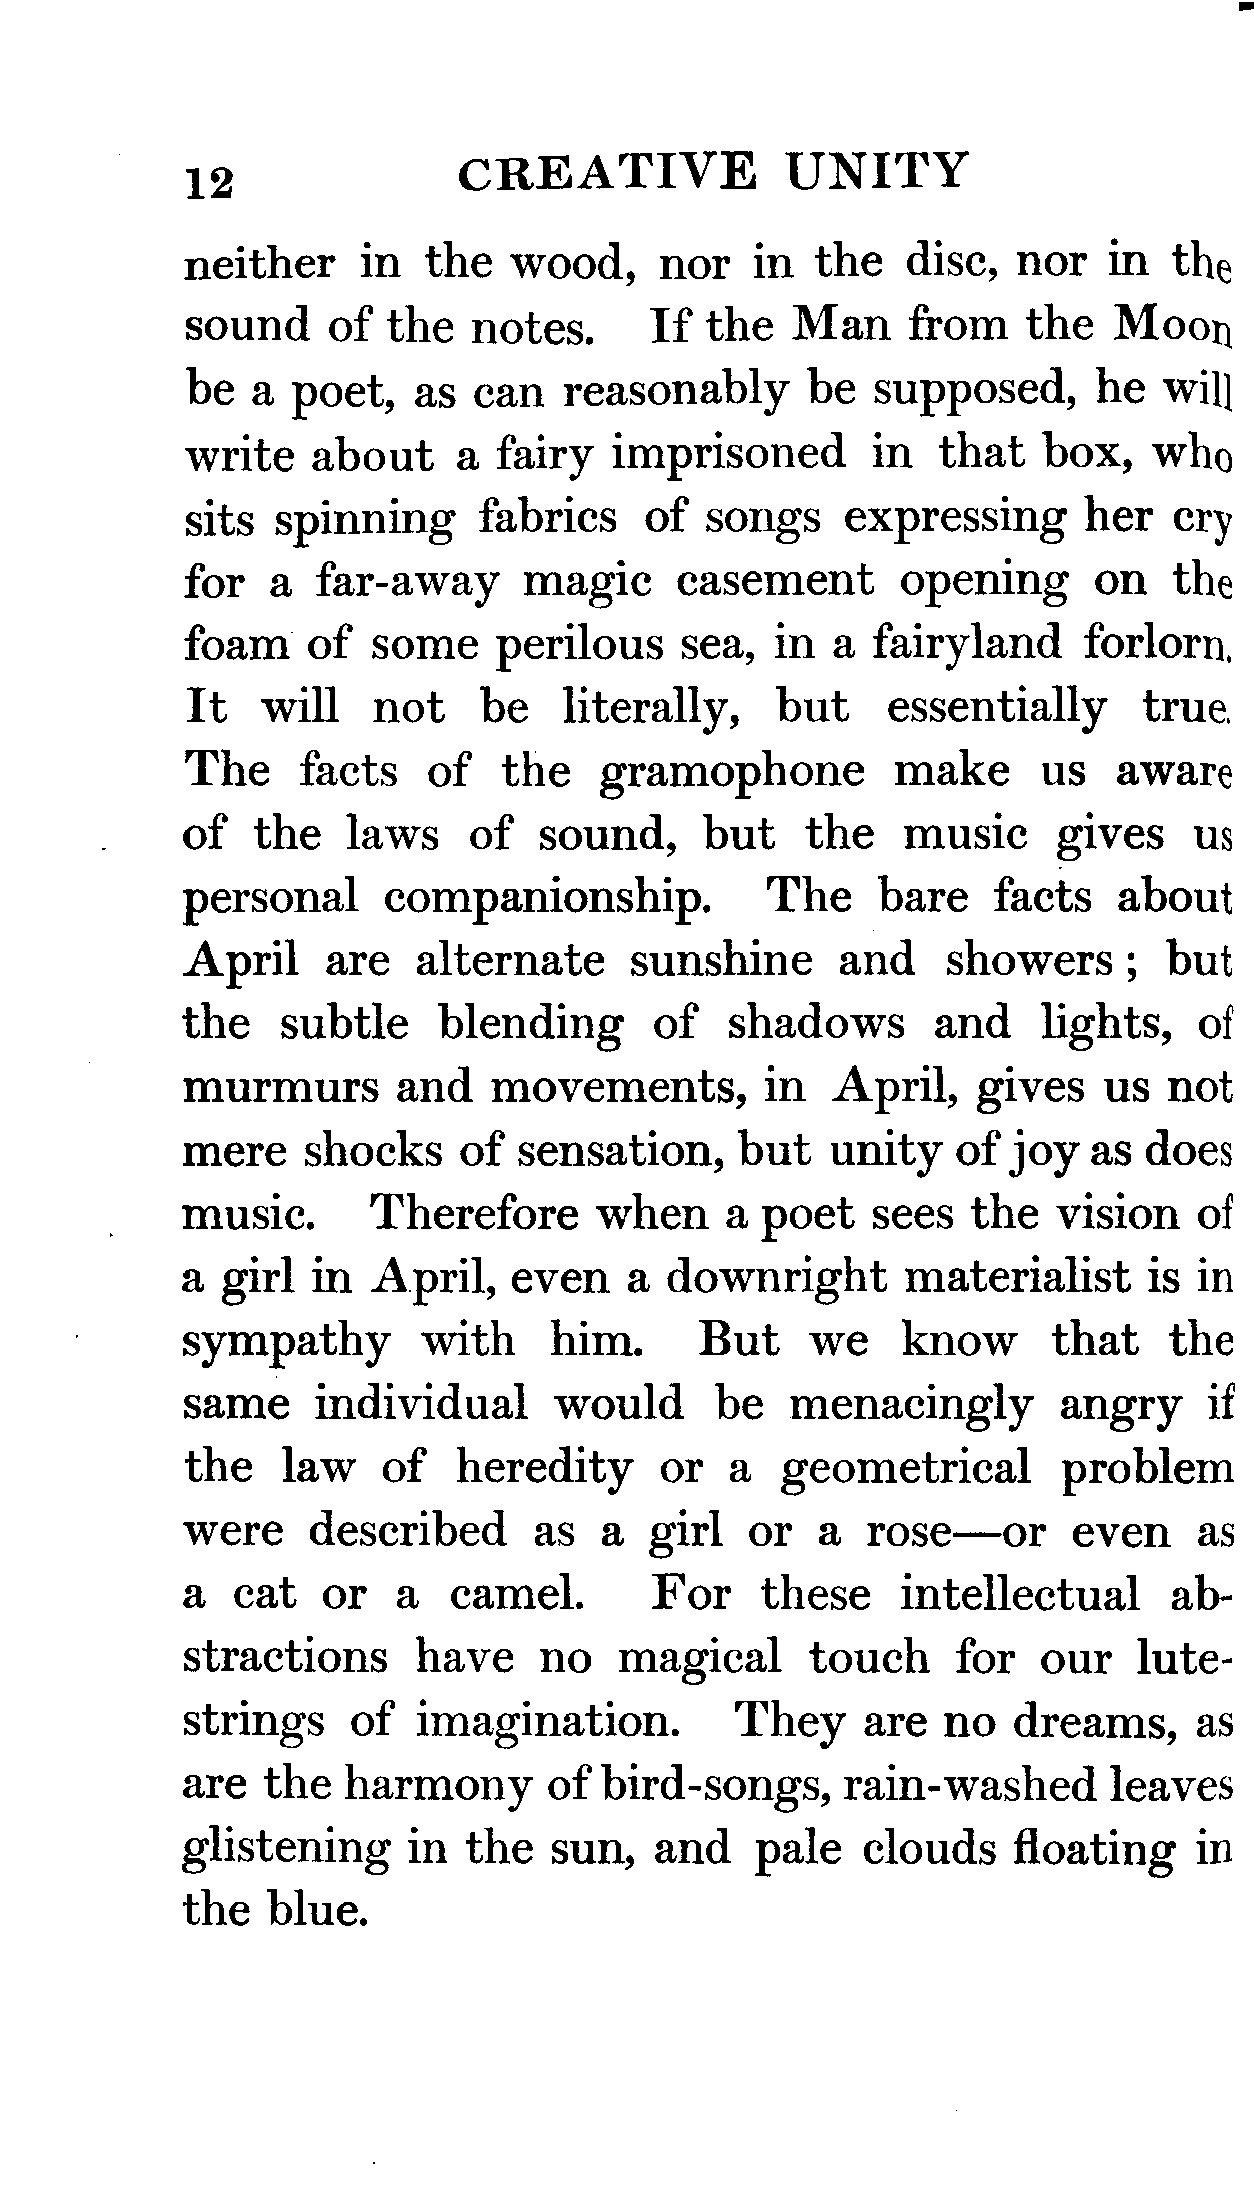 12 CREATIVE UNITY
neither in the wood, nor in the disc, nor in the
sound of the notes. If the Man from the Moon
be a poet, as can reasonably be supposed, he will
write about a fairy imprisoned in that box, who
sits spinning fabrics of songs expressing her cry
for a far-away magic casement opening on the
foam of some perilous sea, in a fairyland forlorn.
It will not be literally, but essentially true.
The facts of the gramophone make us aware
of the laws of sound, but the music gives us
personal companionship. The bare facts about
April are alternate sunshine and showers ; but
the subtle blending of shadows and lights, of
murmurs and movements, in April, gives us not
mere shocks of sensation, but unity of joy as does
music. Therefore when a poet sees the vision of
a girl in April, even a downright materialist is in
sympathy with him. But we know that the
same individual would be menacingly angry if
the law of heredity or a geometrical problem
were described as a girl or a rose—or even as
a cat or a camel. For these intellectual ab-
stractions have no magical touch for our lute-
strings of imagination. They are no dreams, as
are the harmony of bird-songs, rain-washed leaves
glistening in the sun, and pale clouds floating in
the blue.